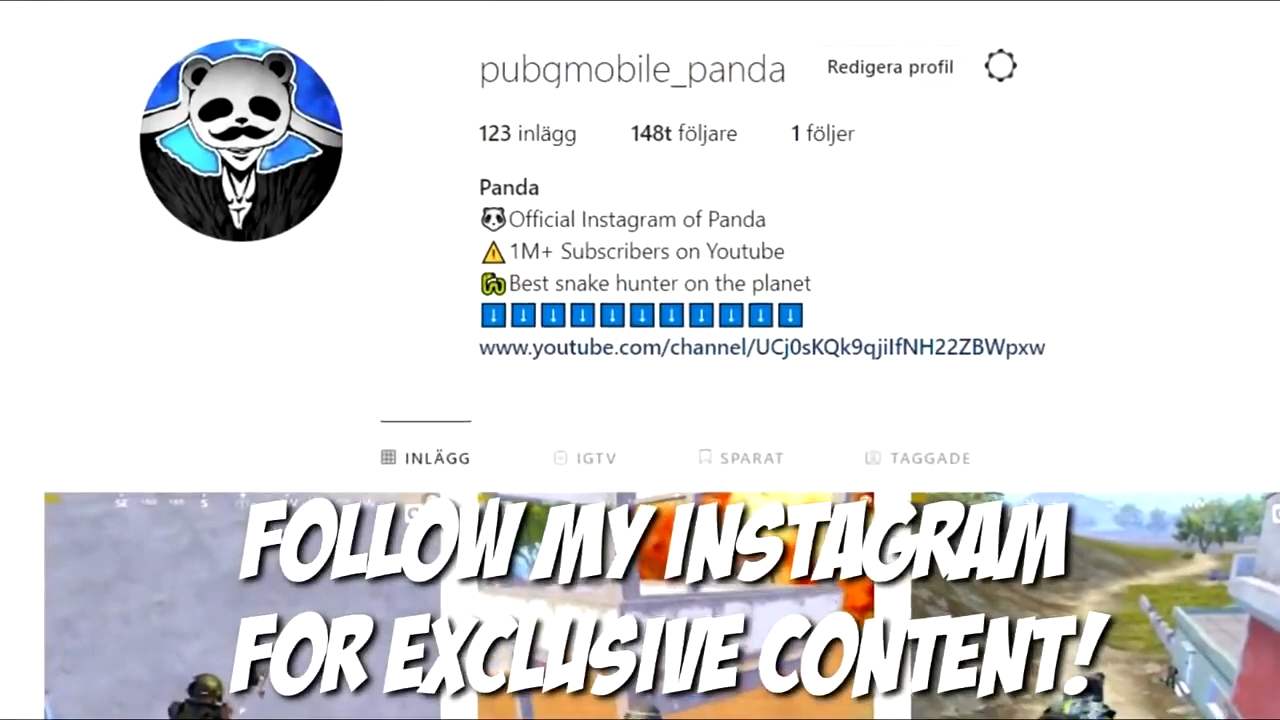 pubgmobile_panda Redigera profil
123 inlägg 148t följare 1 följer
Panda
🐼Official Instagram of Panda
⚠️1M+ Subscribers on Youtube
🐍Best snake hunter on the planet
⬇️⬇️⬇️⬇️⬇️⬇️⬇️⬇️⬇️⬇️⬇️
www.youtube.com/channel/UCj0sKQk9qjiIfNH22ZBWpxw
INLÄGG IGTV SPARAT TAGGADE
FOLLOW MY INSTAGRAM
FOR EXCLUSIVE CONTENT!